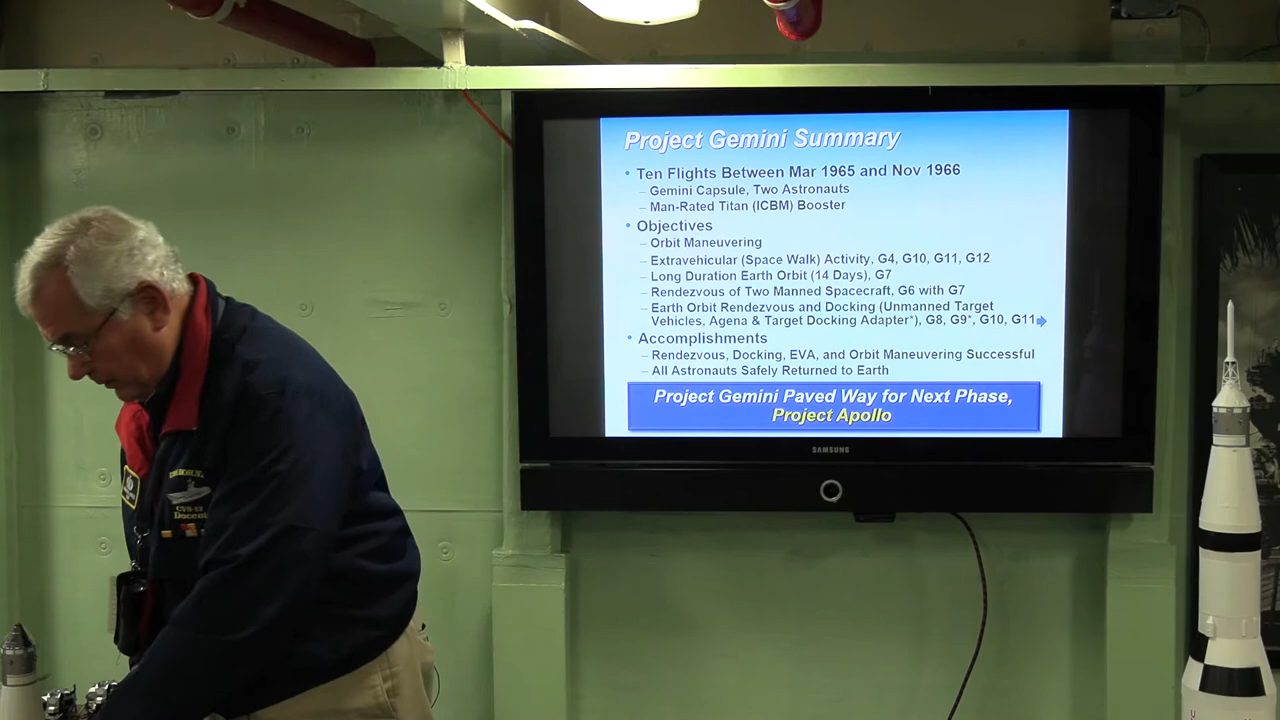 Project Gemini Summary
• Ten Flights Between Mar 1965 and Nov 1966
– Gemini Capsule, Two Astronauts
– Man-Rated Titan (ICBM) Booster
• Objectives
– Orbit Maneuvering
– Extravehicular (Space Walk) Activity, G4, G10, G11, G12
– Long Duration Earth Orbit (14 Days), G7
– Rendezvous of Two Manned Spacecraft, G6 with G7
– Earth Orbit Rendezvous and Docking (Unmanned Target
Vehicles, Agena & Target Docking Adapter*), G8, G9*, G10, G11
• Accomplishments
– Rendezvous, Docking, EVA, and Orbit Maneuvering Successful
– All Astronauts Safely Returned to Earth
Project Gemini Paved Way for Next Phase,
Project Apollo
SAMSUNG
Docent